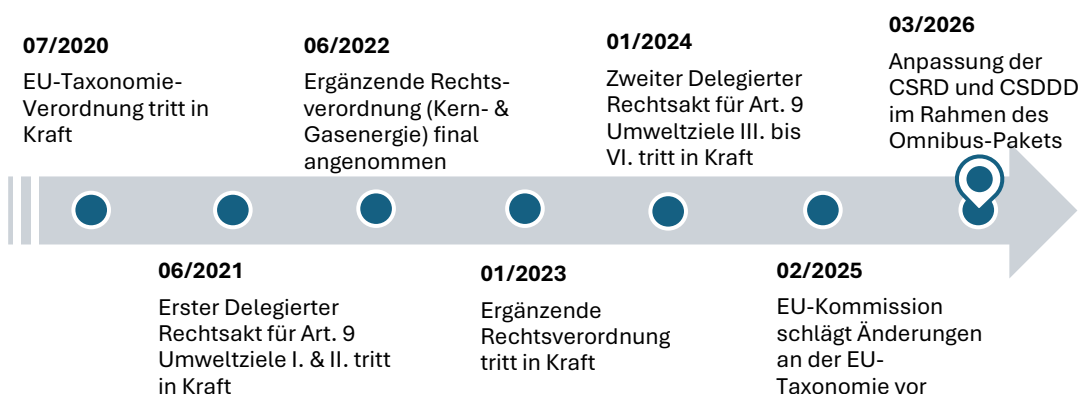 07/2020
EU-Taxonomie-
Verordnung tritt in
Kraft
06/2021
Erster Delegierter
Rechtsakt für Art. 9
Umweltziele I. & II. tritt
in Kraft
06/2022
Ergänzende Rechts-
verordnung (Kern- &
Gasenergie) final
angenommen
01/2023
Ergänzende
Rechtsverordnung
tritt in Kraft
01/2024
Zweiter Delegierter
Rechtsakt für Art. 9
Umweltziele III. bis
VI. tritt in Kraft
02/2025
EU-Kommission
schlägt Änderungen
an der EU-
Taxonomie vor
03/2026
Anpassung der
CSRD und CSDDD
im Rahmen des
Omnibus-Pakets